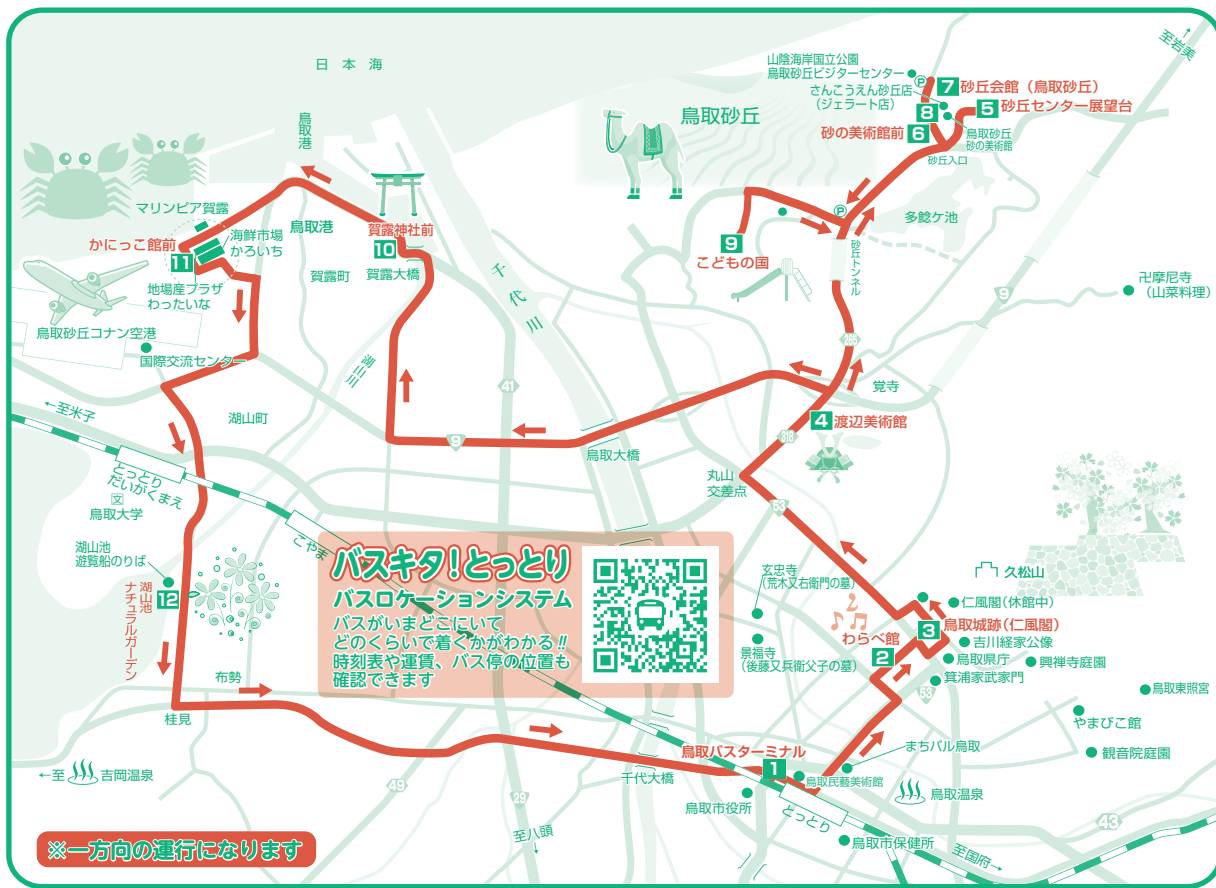 日本海
至岩美
山陰海岸国立公園
鳥取砂丘ビジターセンター
P
7 砂丘会館（鳥取砂丘）
さんこうえん砂丘店
（ジェラート店）
8
5 砂丘センター展望台
砂の美術館前 6
鳥取砂丘
砂の美術館
砂丘入口
鳥取砂丘
鳥取港
マリンピア賀露
鳥取港
賀露神社前
10
海鮮市場
かろいち
かにっこ館前
11
賀露町
賀露大橋
千代川
P
多鯰ケ池
9
こどもの国
砂丘トンネル
地場産プラザ
わったいな
鳥取砂丘コナン空港
国際交流センター
湖山川
41
9
卍摩尼寺
（山菜料理）
265
覚寺
←至米子
湖山町
9
鳥取大橋
4 渡辺美術館
318
丸山
交差点
53
とっとり
だいがくまえ
文
鳥取大学
こやま
湖山池
遊覧船のりば
12
湖山池
ナチュラルガーデン
バスキタ!とっとり
バスロケーションシステム
バスがいまどこにいて
どのくらいで着くかがわかる!!
時刻表や運賃、バス停の位置も
確認できます
玄忠寺
（荒木又右衛門の墓）
久松山
仁風閣(休館中)
鳥取城跡(仁風閣)
3
わらべ館
2
吉川経家公像
景福寺
（後藤又兵衛父子の墓）
鳥取県庁
興禅寺庭園
箕浦家武家門
53
鳥取東照宮
やまびこ館
観音院庭園
布勢
桂見
鳥取バスターミナル
1
まちパル鳥取
鳥取民藝美術館
←至 吉岡温泉
千代大橋
49
29
鳥取市役所
とっとり
鳥取温泉
43
至八頭→
鳥取市保健所
至国府→
※一方向の運行になります